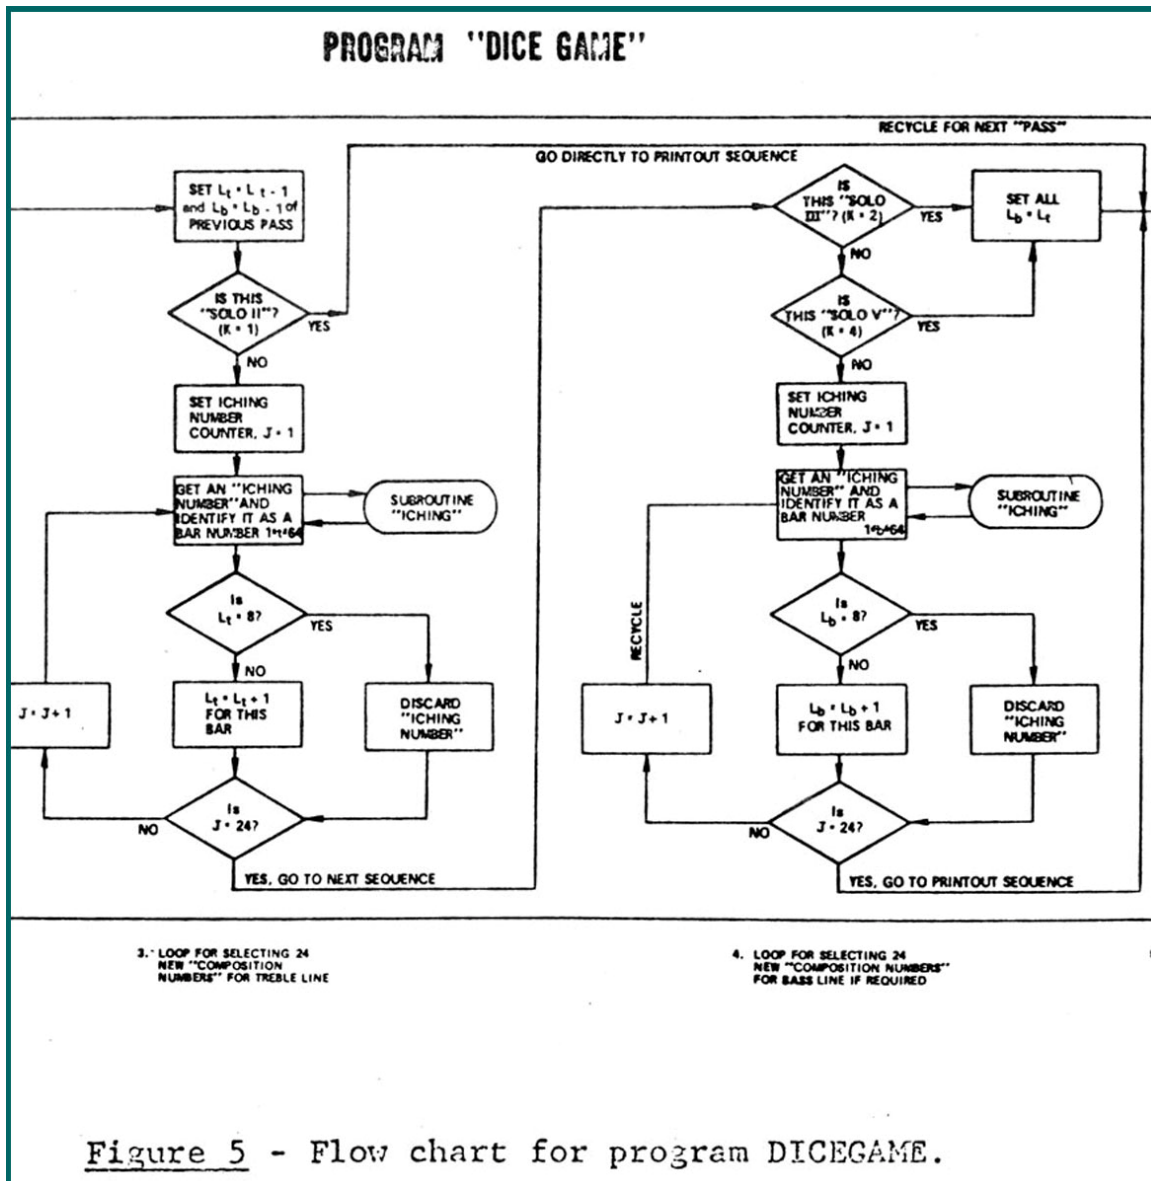 PROGRAM "DICE GAME"
RECYCLE FOR NEXT "PASS"
GO DIRECTLY TO PRINTOUT SEQUENCE
SET Lt = Lt - 1
and Lb = Lb - 1 of
PREVIOUS PASS
IS THIS
"SOLO II"?
(K = 1)
YES
NO
SET ICHING
NUMBER
COUNTER, J = 1
GET AN "ICHING
NUMBER" AND
IDENTIFY IT AS A
BAR NUMBER 1≤t≤64
SUBROUTINE
"ICHING"
Is
Lt = 8?
YES
NO
J = J + 1
Lt = Lt + 1
FOR THIS
BAR
DISCARD
"ICHING
NUMBER"
Is
J = 24?
NO
YES, GO TO NEXT SEQUENCE
IS
THIS "SOLO
III"? (K = 2)
YES
SET ALL
Lb = Lt
NO
IS
THIS "SOLO V"?
(K = 4)
YES
NO
SET ICHING
NUMBER
COUNTER, J = 1
GET AN "ICHING
NUMBER" AND
IDENTIFY IT AS A
BAR NUMBER
1≤b≤64
SUBROUTINE
"ICHING"
RECYCLE
Is
Lb = 8?
YES
NO
J = J + 1
Lb = Lb + 1
FOR THIS BAR
DISCARD
"ICHING
NUMBER"
Is
J = 24?
NO
YES, GO TO PRINTOUT SEQUENCE
3. LOOP FOR SELECTING 24
NEW "COMPOSITION
NUMBERS" FOR TREBLE LINE
4. LOOP FOR SELECTING 24
NEW "COMPOSITION NUMBERS"
FOR BASS LINE IF REQUIRED
Figure 5 - Flow chart for program DICEGAME.